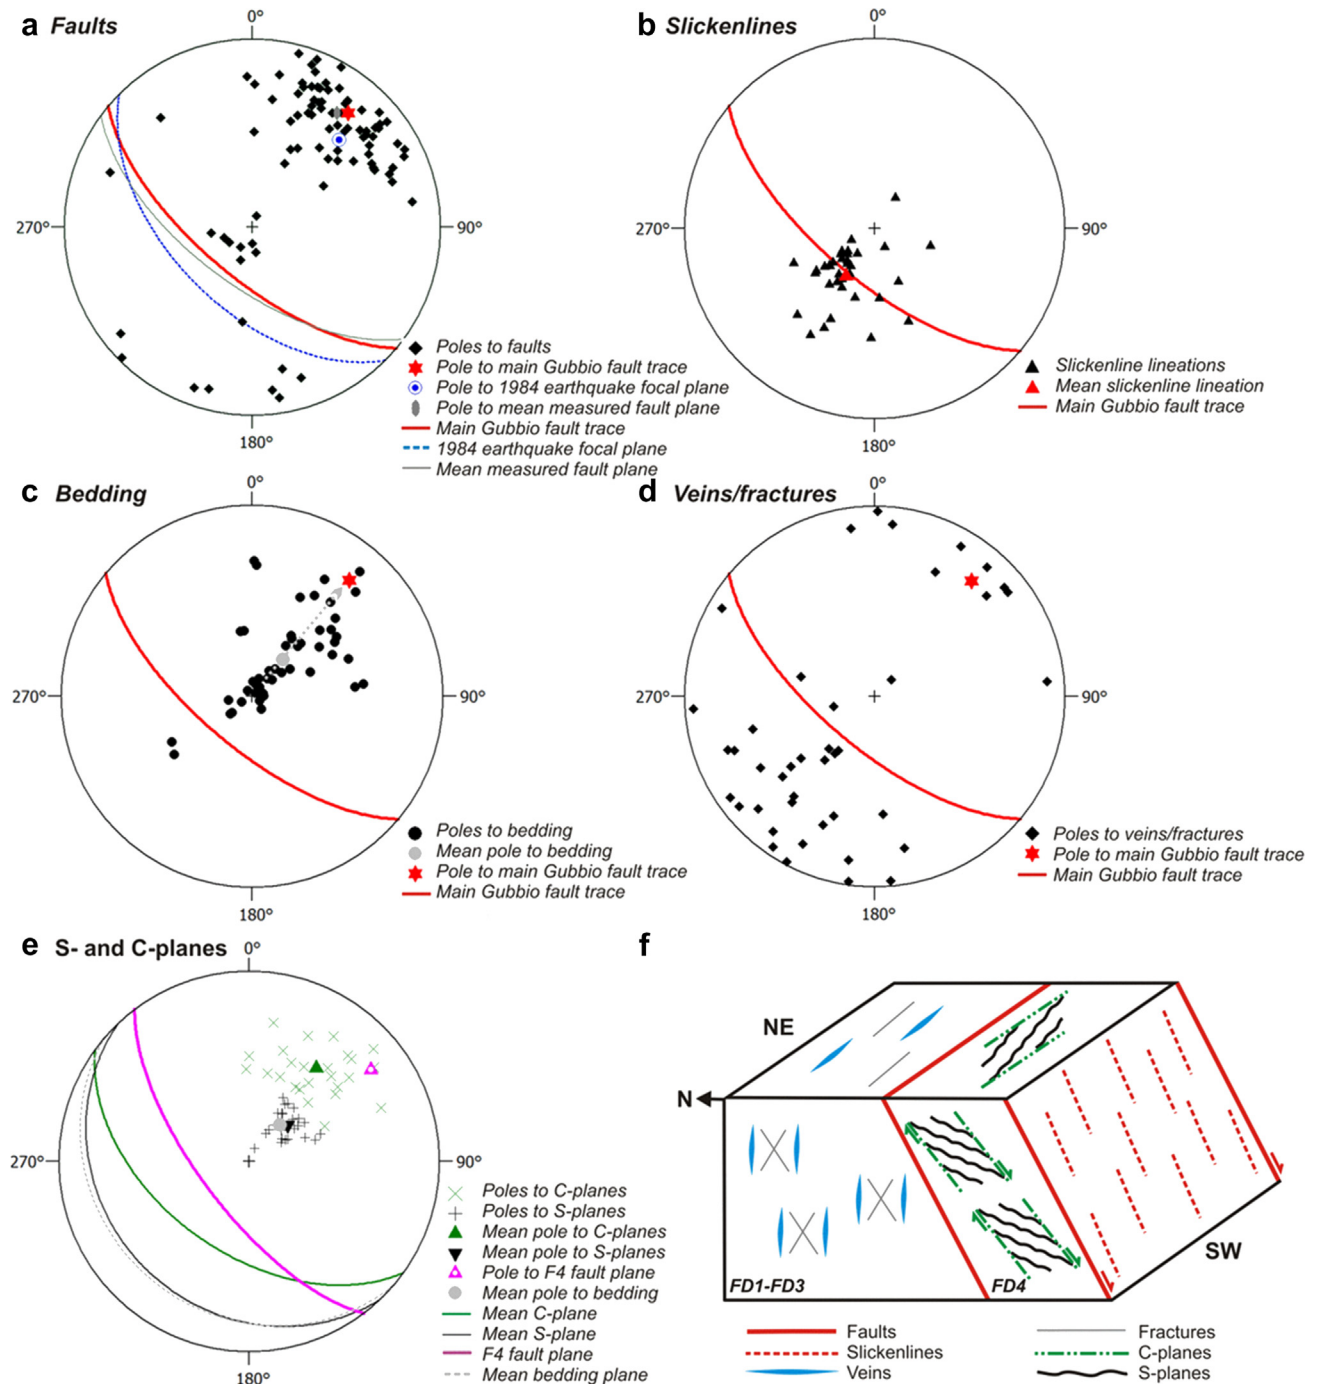 a Faults
0°
270°
90°
180°
Poles to faults
Pole to main Gubbio fault trace
Pole to 1984 earthquake focal plane
Pole to mean measured fault plane
Main Gubbio fault trace
1984 earthquake focal plane
Mean measured fault plane
b Slickenlines
0°
270°
90°
180°
Slickenline lineations
Mean slickenline lineation
Main Gubbio fault trace
c Bedding
0°
270°
90°
180°
Poles to bedding
Mean pole to bedding
Pole to main Gubbio fault trace
Main Gubbio fault trace
d Veins/fractures
0°
270°
90°
180°
Poles to veins/fractures
Pole to main Gubbio fault trace
Main Gubbio fault trace
e S- and C-planes
0°
270°
90°
180°
Poles to C-planes
Poles to S-planes
Mean pole to C-planes
Mean pole to S-planes
Pole to F4 fault plane
Mean pole to bedding
Mean C-plane
Mean S-plane
F4 fault plane
Mean bedding plane
f
NE
N
SW
FD1-FD3
FD4
Faults
Slickenlines
Veins
Fractures
C-planes
S-planes